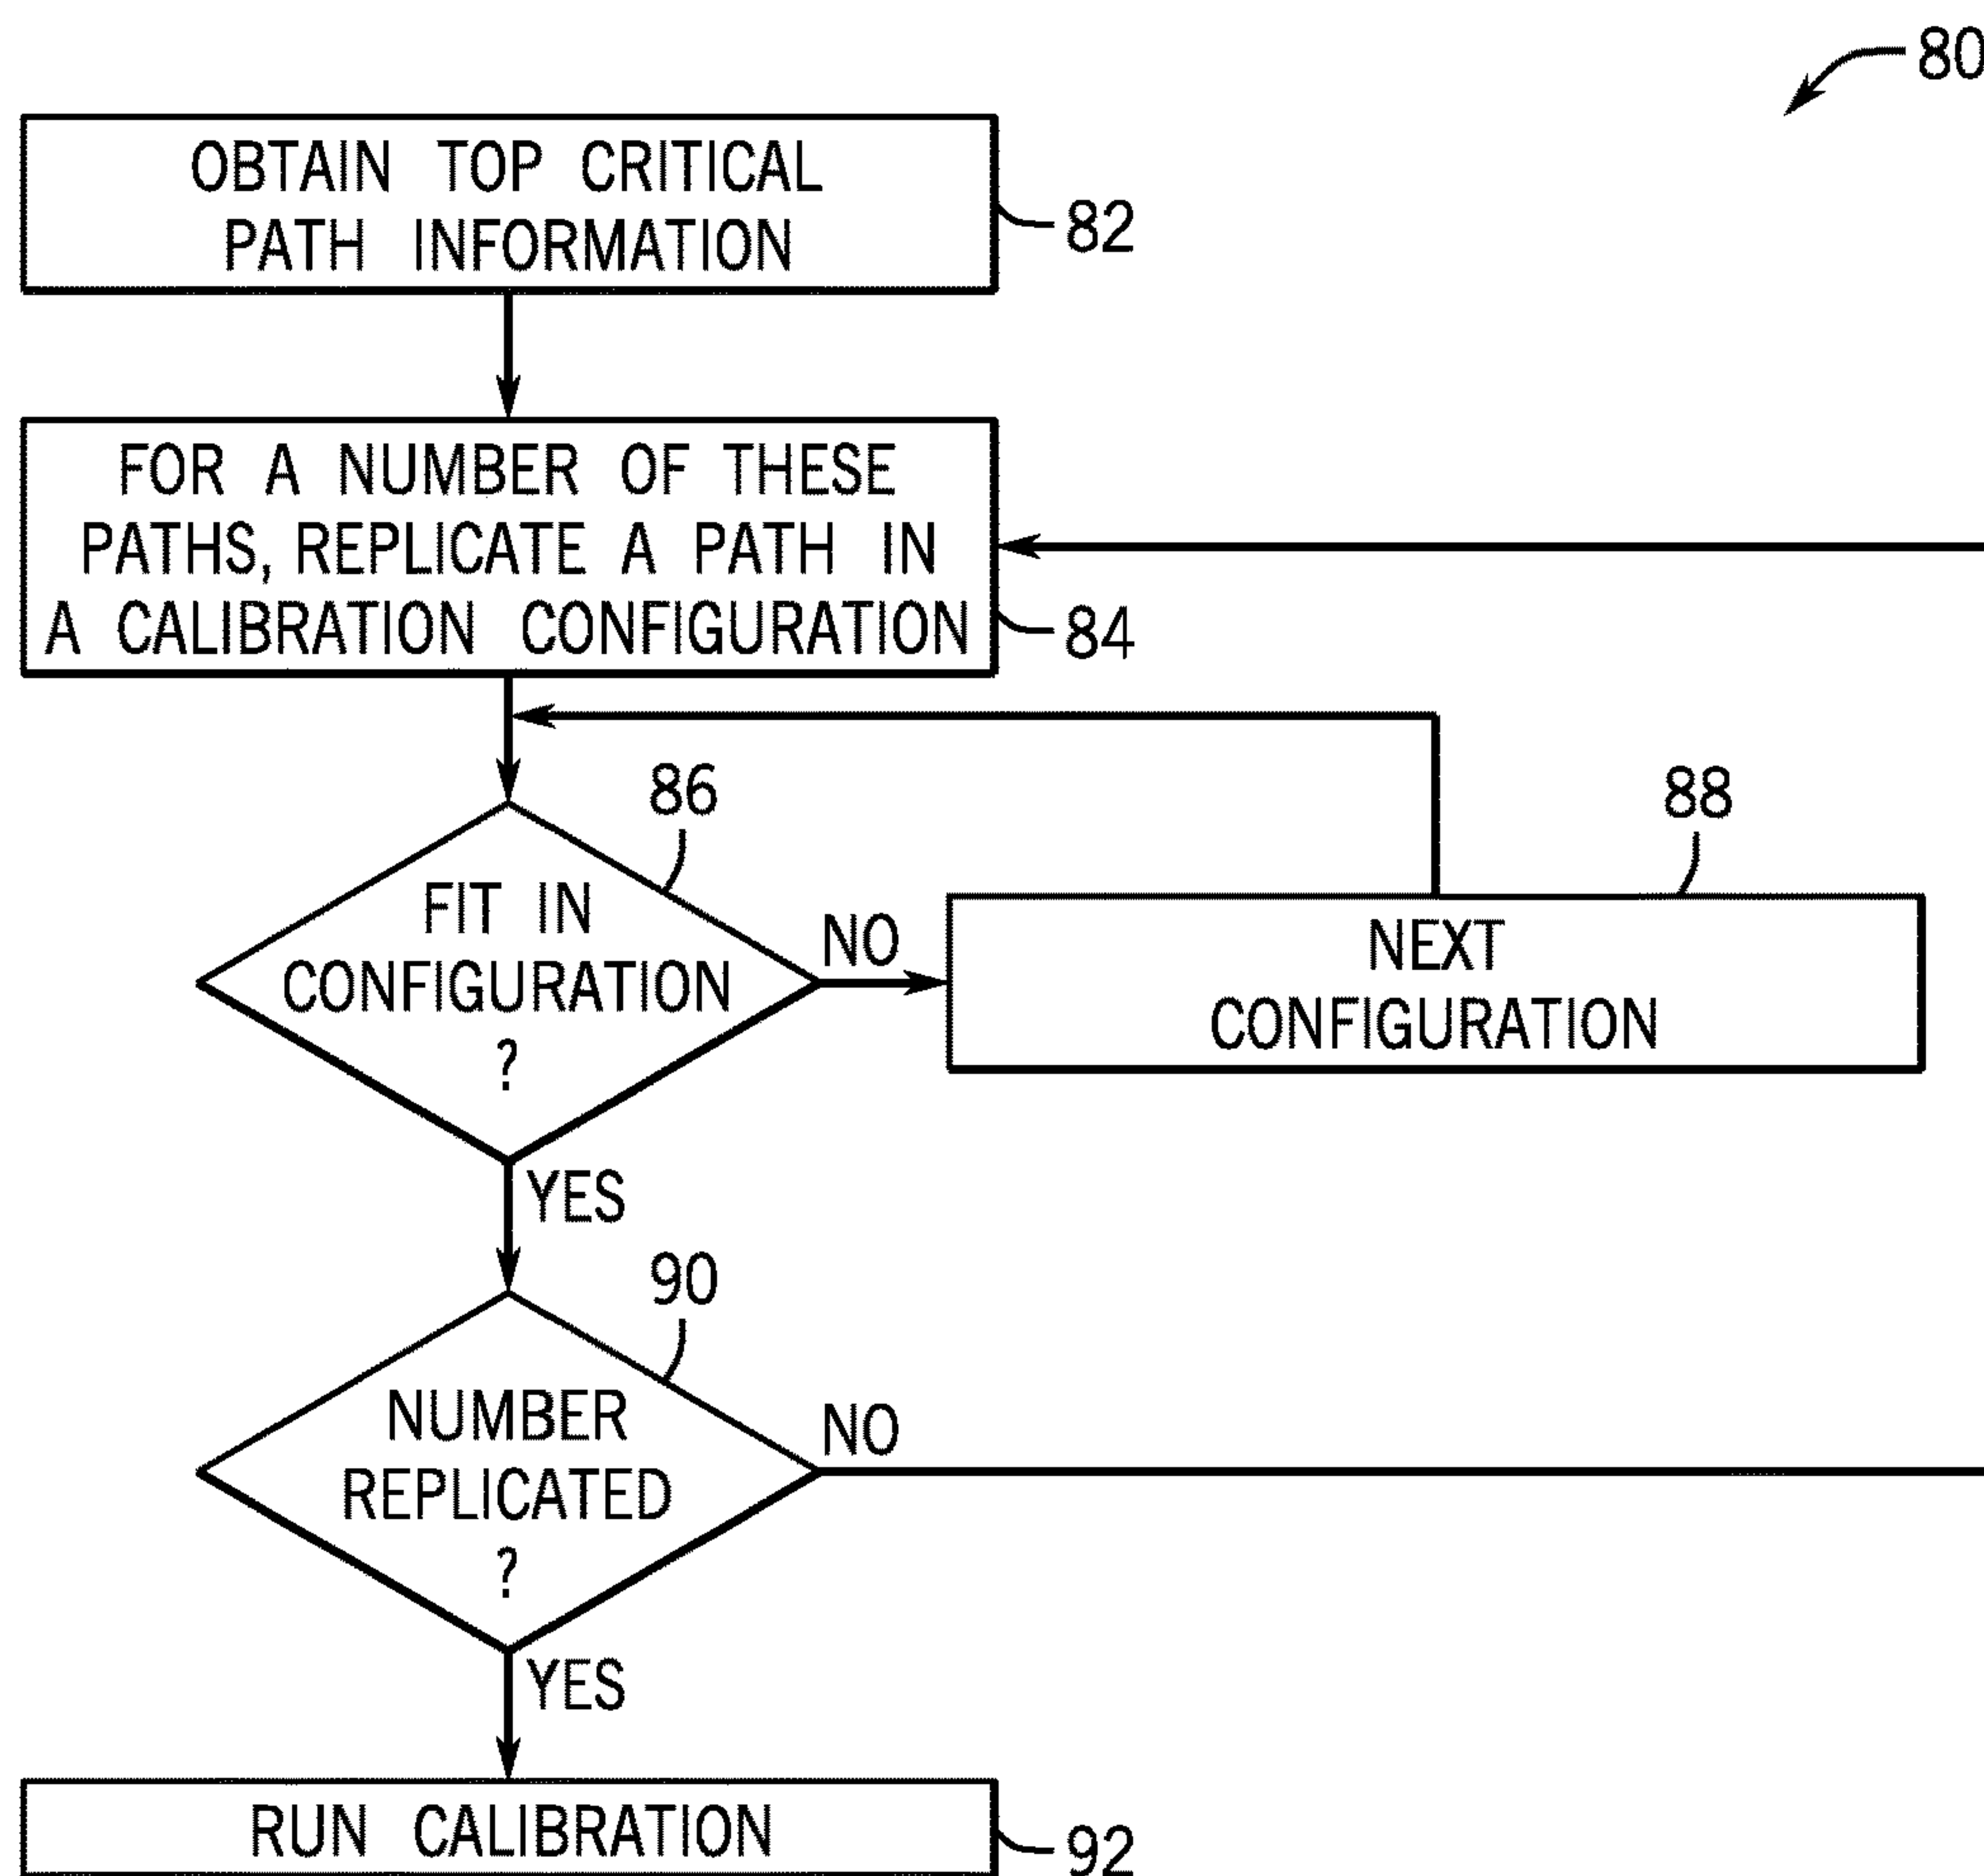 80
OBTAIN TOP CRITICAL
PATH INFORMATION
82
FOR A NUMBER OF THESE
PATHS, REPLICATE A PATH IN
A CALIBRATION CONFIGURATION
84
86
FIT IN
CONFIGURATION
?
NO
88
NEXT
CONFIGURATION
YES
90
NUMBER
REPLICATED
?
NO
YES
RUN CALIBRATION
92